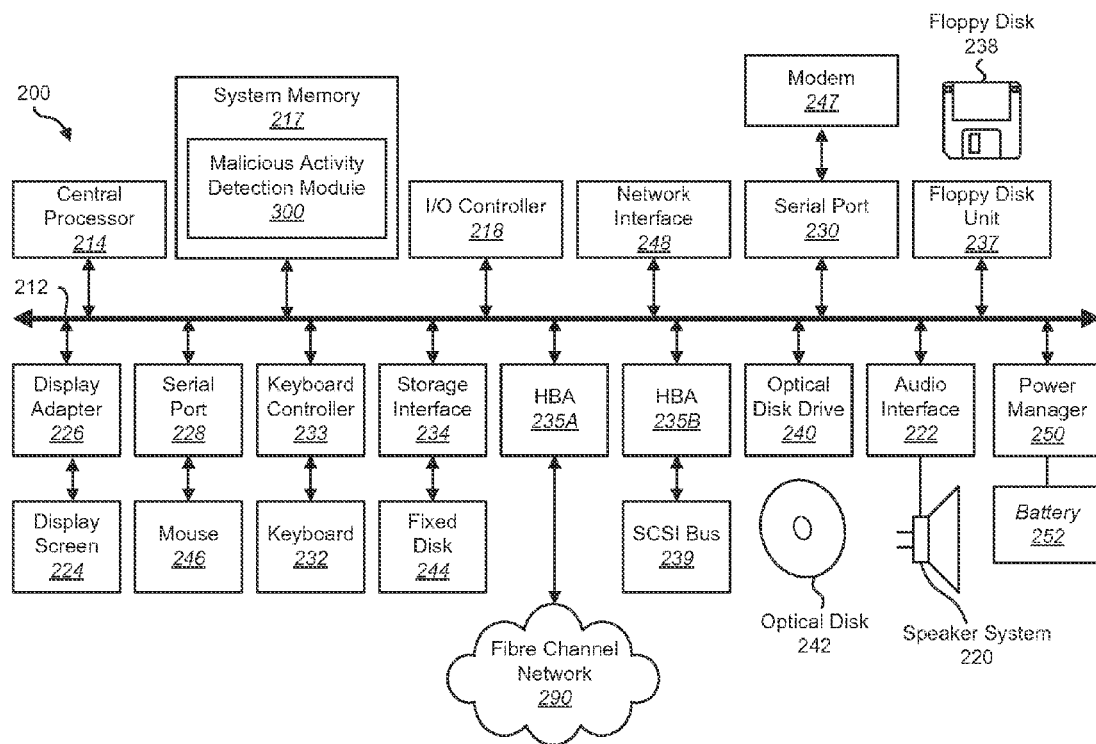 Floppy Disk
238
200
System Memory
217
Malicious Activity
Detection Module
300
Modem
247
Central
Processor
214
I/O Controller
218
Network
Interface
248
Serial Port
230
Floppy Disk
Unit
237
212
Display
Adapter
226
Serial
Port
228
Keyboard
Controller
233
Storage
Interface
234
HBA
235A
HBA
235B
Optical
Disk Drive
240
Audio
Interface
222
Power
Manager
250
Display
Screen
224
Mouse
246
Keyboard
232
Fixed
Disk
244
SCSI Bus
239
Battery
252
Optical Disk
242
Speaker System
220
Fibre Channel
Network
290